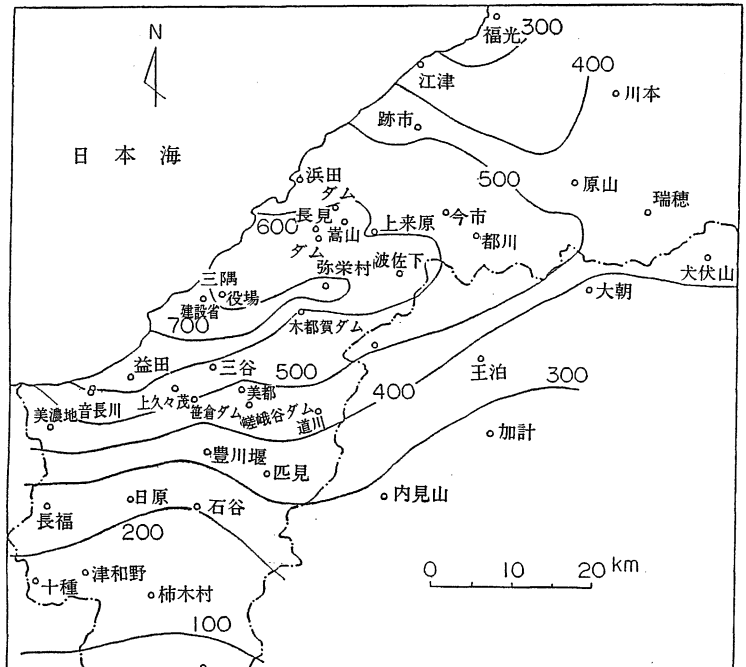 N
福光
300
江津
400
川本
跡市
日本海
浜田
ダム
500
原山
瑞穂
長見
600
嵩山
上来原
今市
都川
ダム
弥栄村
波佐下
犬伏山
三隅
役場
建設省
大朝
700
木都賀ダム
益田
三谷
500
王泊
300
美濃地
音長川
上久々茂
美都
400
笹倉ダム
嵯峨谷ダム
道川
加計
豊川堰
匹見
内見山
長福
日原
石谷
200
0 10 20 km
十種
津和野
柿木村
100